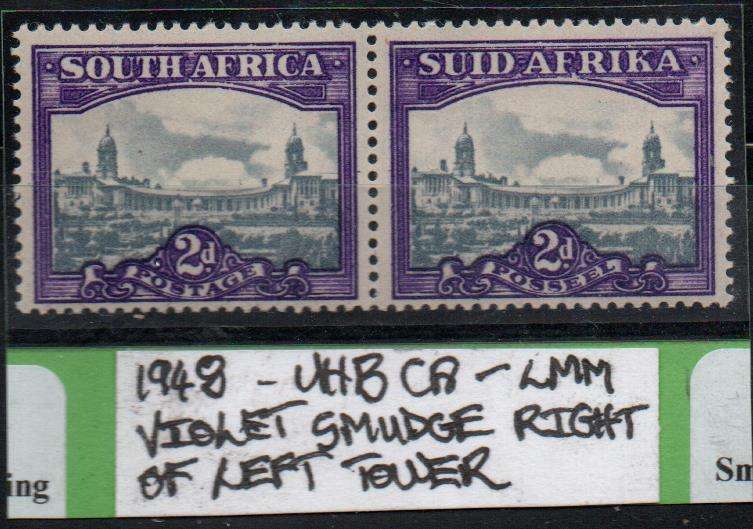 SOUTH AFRICA SUID-AFRIKA
2d 2d
POSTAGE POSSEEL
1948 - UHB C8 - LMM
VIOLET SMUDGE RIGHT
OF LEFT TOWER
ing Sm